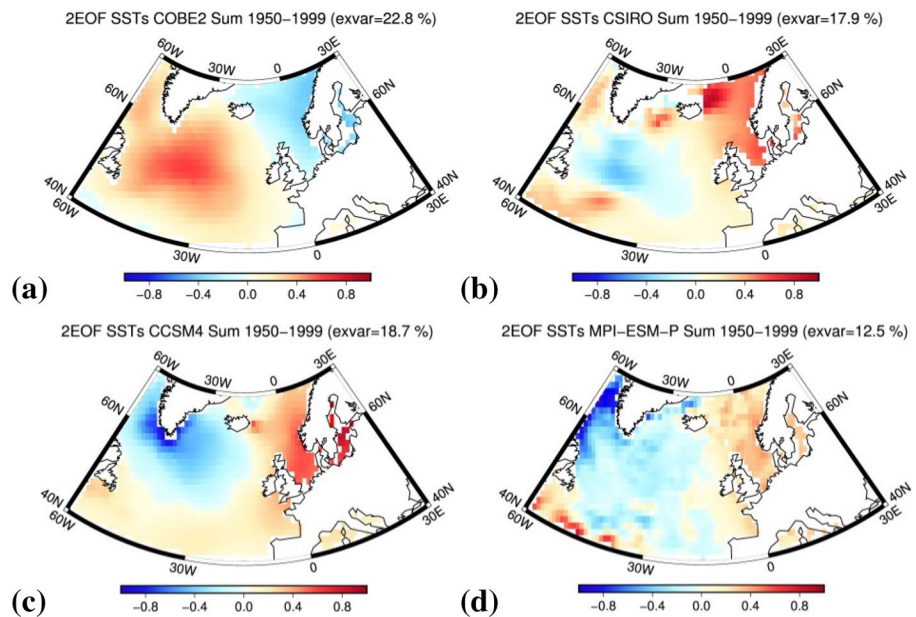 2EOF SSTs COBE2 Sum 1950−1999 (exvar=22.8 %)
60W
30W
0
30E
60N
60N
40N
60W
30W
0
40N
30E
(a)
−0.8 −0.4 0.0 0.4 0.8
2EOF SSTs CSIRO Sum 1950−1999 (exvar=17.9 %)
60W
30W
0
30E
60N
60N
40N
60W
30W
0
40N
30E
(b)
−0.8 −0.4 0.0 0.4 0.8
2EOF SSTs CCSM4 Sum 1950−1999 (exvar=18.7 %)
60W
30W
0
30E
60N
60N
40N
60W
30W
0
40N
30E
(c)
−0.8 −0.4 0.0 0.4 0.8
2EOF SSTs MPI−ESM−P Sum 1950−1999 (exvar=12.5 %)
60W
30W
0
30E
60N
60N
40N
60W
30W
0
40N
30E
(d)
−0.8 −0.4 0.0 0.4 0.8